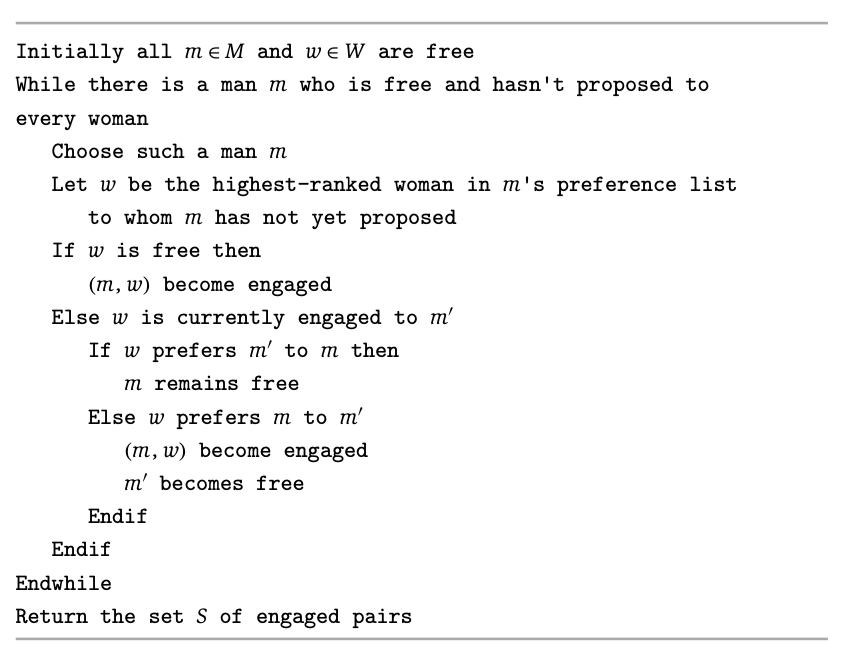 Initially all m ∈ M and w ∈ W are free
While there is a man m who is free and hasn't proposed to
every woman
Choose such a man m
Let w be the highest-ranked woman in m's preference list
to whom m has not yet proposed
If w is free then
(m, w) become engaged
Else w is currently engaged to m′
If w prefers m′ to m then
m remains free
Else w prefers m to m′
(m, w) become engaged
m′ becomes free
Endif
Endif
Endwhile
Return the set S of engaged pairs